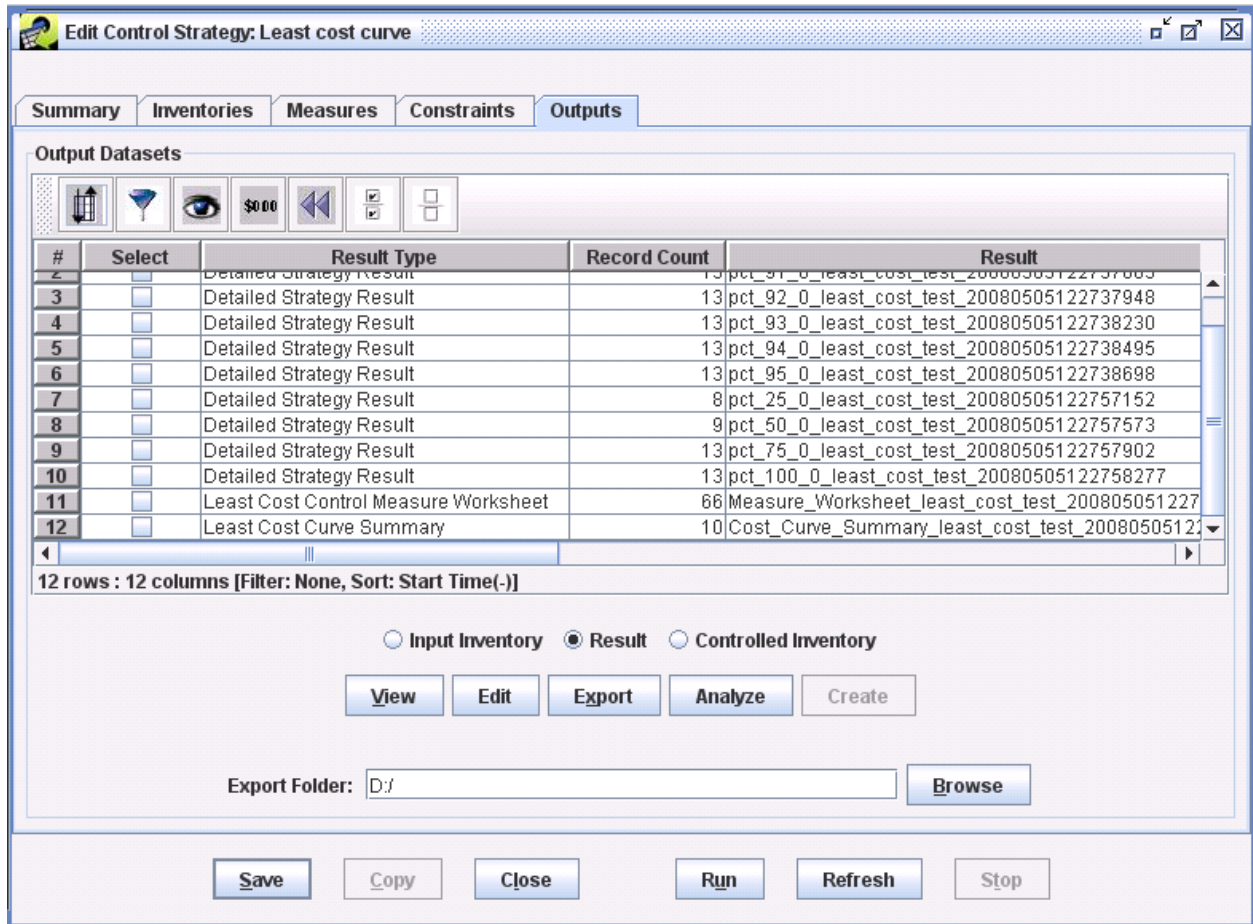 Edit Control Strategy: Least cost curve
Summary Inventories Measures Constraints Outputs
Output Datasets
$000
# Select Result Type Record Count Result
2 Detailed Strategy Result 13
3 Detailed Strategy Result 13 pct_92_0_least_cost_test_20080505122737948
4 Detailed Strategy Result 13 pct_93_0_least_cost_test_20080505122738230
5 Detailed Strategy Result 13 pct_94_0_least_cost_test_20080505122738495
6 Detailed Strategy Result 13 pct_95_0_least_cost_test_20080505122738698
7 Detailed Strategy Result 8 pct_25_0_least_cost_test_20080505122757152
8 Detailed Strategy Result 9 pct_50_0_least_cost_test_20080505122757573
9 Detailed Strategy Result 13 pct_75_0_least_cost_test_20080505122757902
10 Detailed Strategy Result 13 pct_100_0_least_cost_test_20080505122758277
11 Least Cost Control Measure Worksheet 66 Measure_Worksheet_least_cost_test_200805051227
12 Least Cost Curve Summary 10 Cost_Curve_Summary_least_cost_test_2008050512
12 rows : 12 columns [Filter: None, Sort: Start Time(-)]
Input Inventory Result Controlled Inventory
View Edit Export Analyze Create
Export Folder: D:/ Browse
Save Copy Close Run Refresh Stop